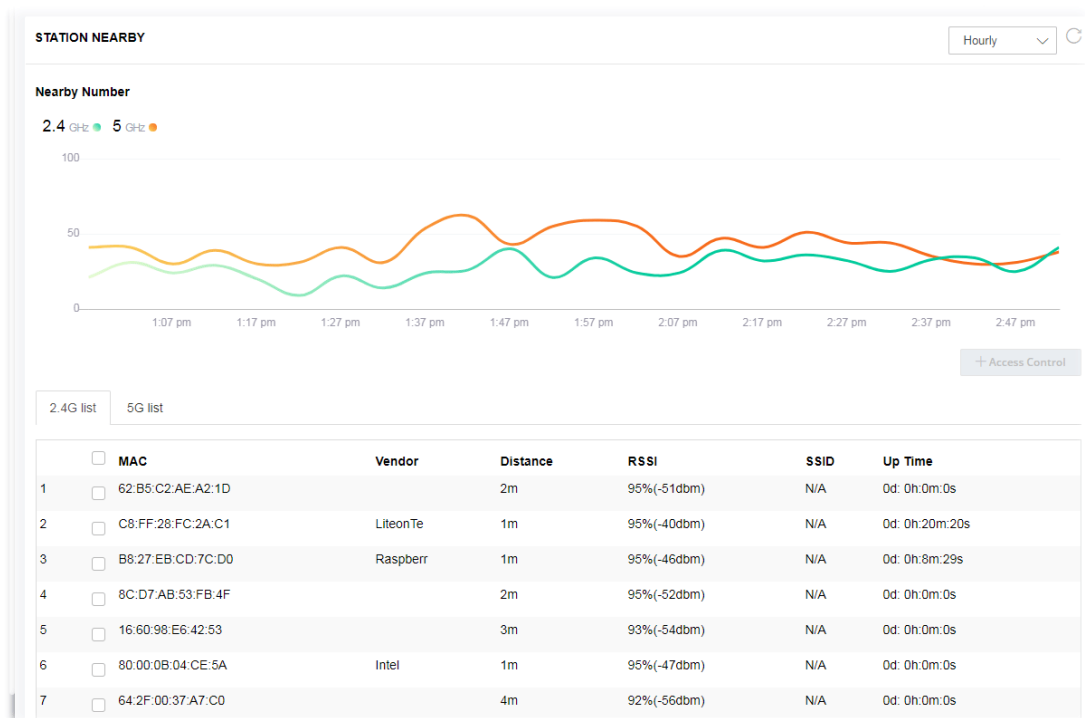 STATION NEARBY
Hourly
Nearby Number
2.4 GHz 5 GHz
100
50
0
1:07 pm 1:17 pm 1:27 pm 1:37 pm 1:47 pm 1:57 pm 2:07 pm 2:17 pm 2:27 pm 2:37 pm 2:47 pm
+ Access Control
2.4G list 5G list
MAC Vendor Distance RSSI SSID Up Time
1 62:B5:C2:AE:A2:1D 2m 95%(-51dbm) N/A 0d: 0h:0m:0s
2 C8:FF:28:FC:2A:C1 LiteonTe 1m 95%(-40dbm) N/A 0d: 0h:20m:20s
3 B8:27:EB:CD:7C:D0 Raspberr 1m 95%(-46dbm) N/A 0d: 0h:8m:29s
4 8C:D7:AB:53:FB:4F 2m 95%(-52dbm) N/A 0d: 0h:0m:0s
5 16:60:98:E6:42:53 3m 93%(-54dbm) N/A 0d: 0h:0m:0s
6 80:00:0B:04:CE:5A Intel 1m 95%(-47dbm) N/A 0d: 0h:0m:0s
7 64:2F:00:37:A7:C0 4m 92%(-56dbm) N/A 0d: 0h:0m:0s